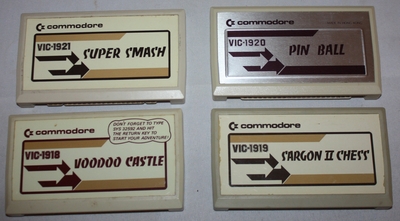 commodore
VIC-1921
SUPER SMASH
commodore
VIC-1920
PIN BALL
commodore
DON'T FORGET TO TYPE
SYS 32592 AND HIT
THE RETURN KEY TO
START YOUR ADVENTURE!
VIC-1918
VOODOO CASTLE
commodore
VIC-1919
SARGON II CHESS